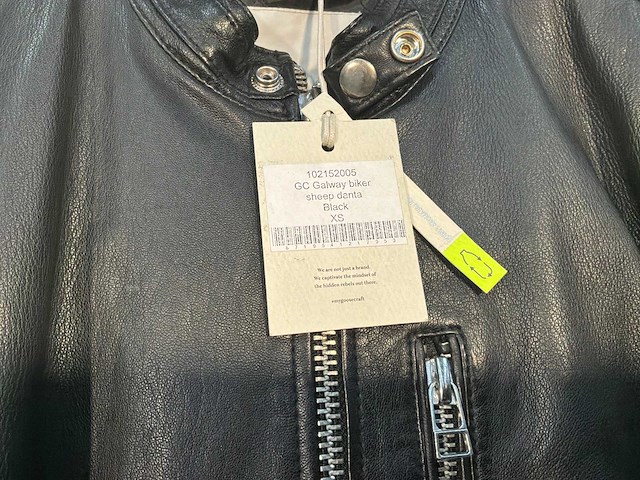 102152005
GC Galway biker
sheep danta
Black
XS
We are not just a brand.
We captivate the mindset of
the hidden rebels out there.